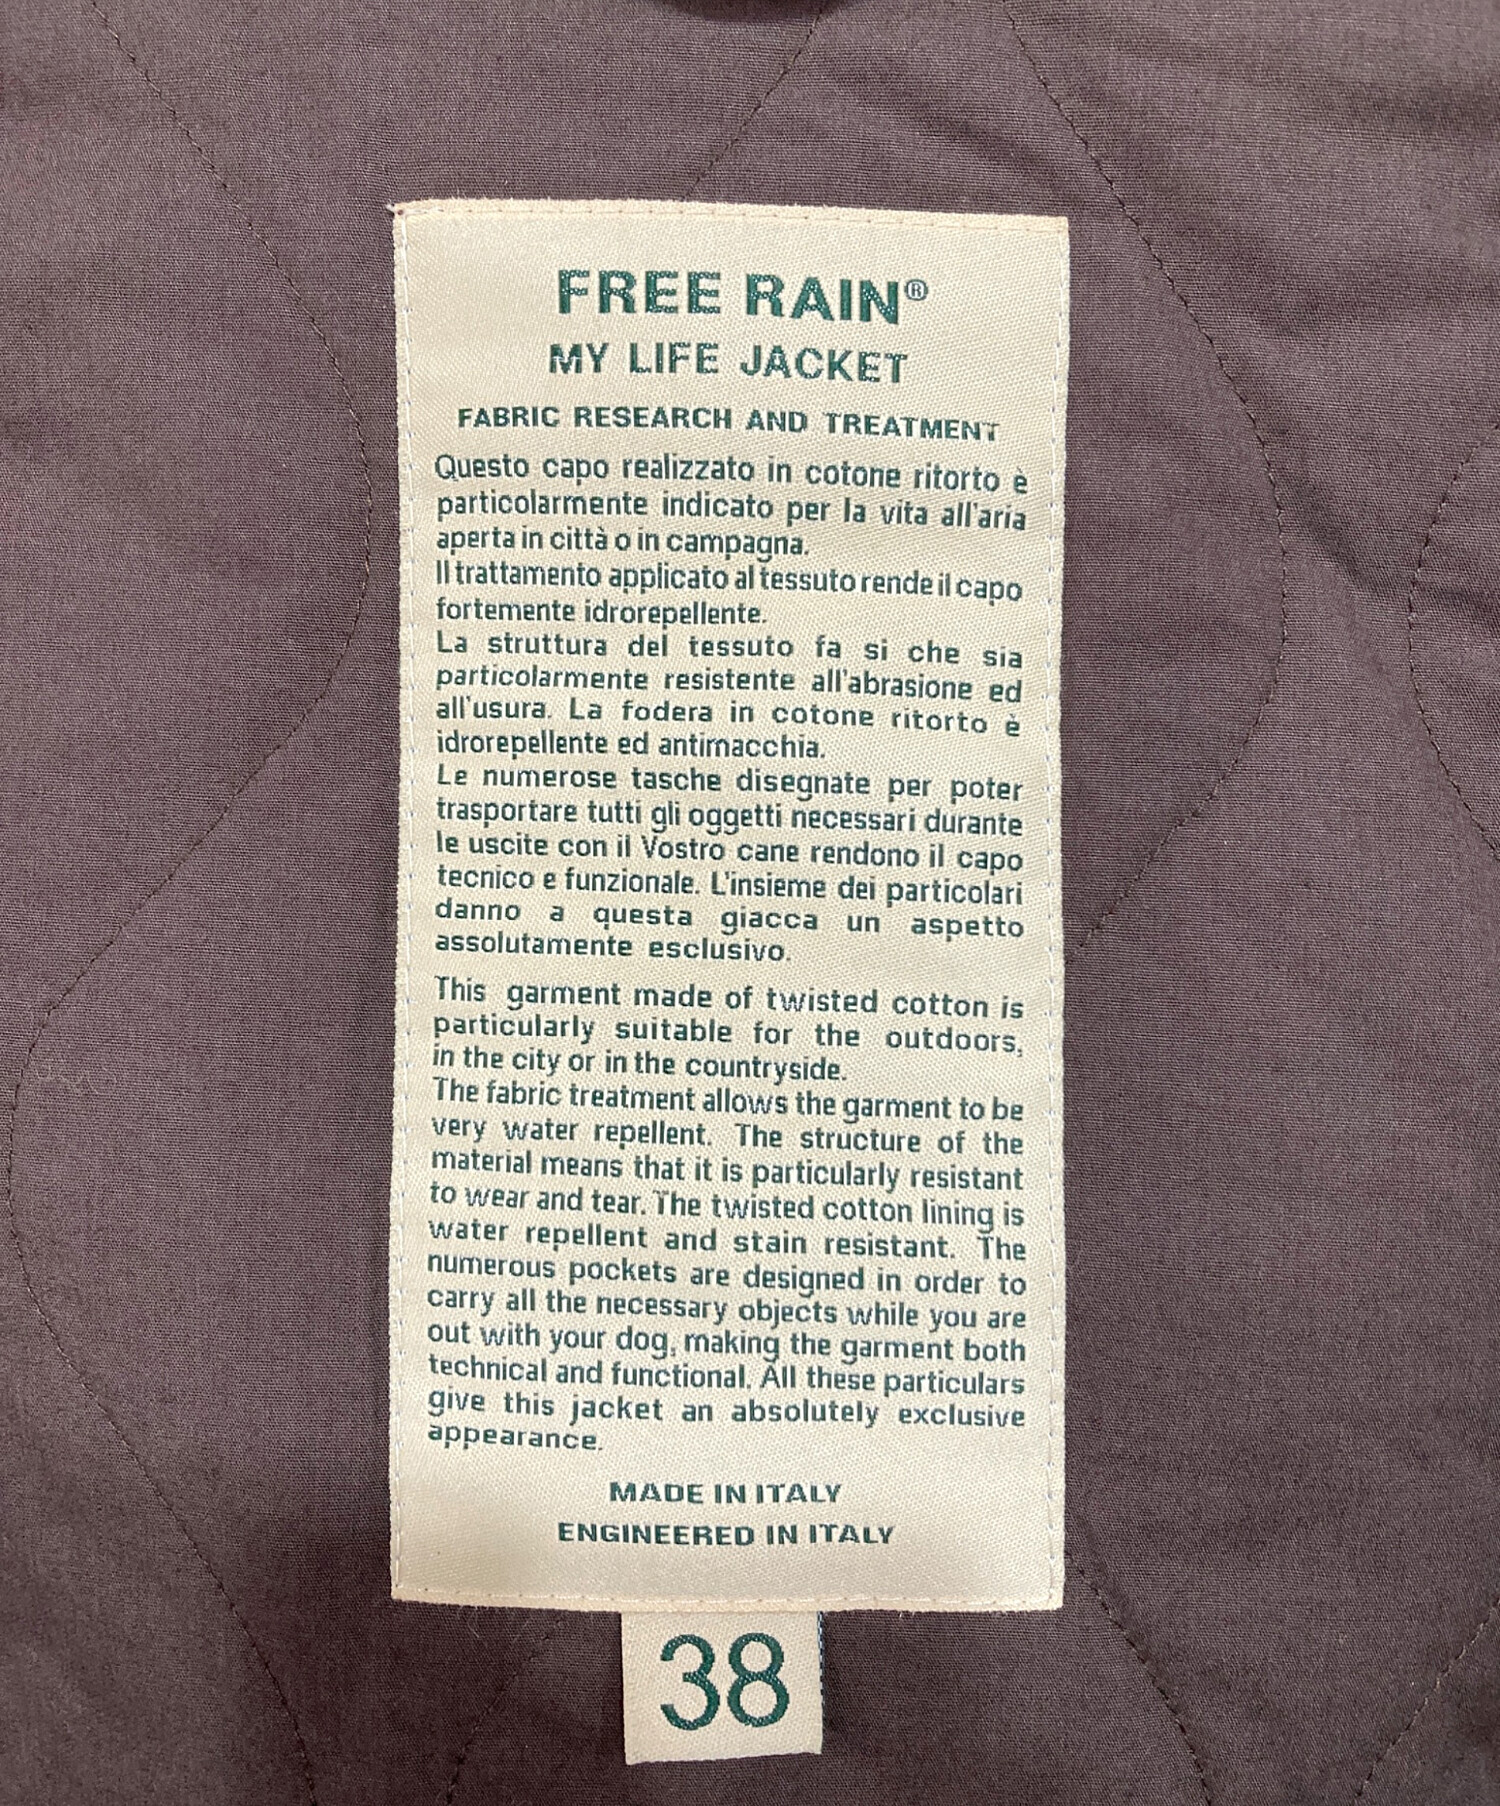 FREE RAIN®
MY LIFE JACKET
FABRIC RESEARCH AND TREATMENT
Questo capo realizzato in cotone ritorto è
particolarmente indicato per la vita all'aria
aperta in città o in campagna.
Il trattamento applicato al tessuto rende il capo
fortemente idrorepellente.
La struttura del tessuto fa si che sia
particolarmente resistente all'abrasione ed
all'usura. La fodera in cotone ritorto è
idrorepellente ed antimacchia.
Le numerose tasche disegnate per poter
trasportare tutti gli oggetti necessari durante
le uscite con il Vostro cane rendono il capo
tecnico e funzionale. L'insieme dei particolari
danno a questa giacca un aspetto
assolutamente esclusivo.
This garment made of twisted cotton is
particularly suitable for the outdoors,
in the city or in the countryside.
The fabric treatment allows the garment to be
very water repellent. The structure of the
material means that it is particularly resistant
to wear and tear. The twisted cotton lining is
water repellent and stain resistant. The
numerous pockets are designed in order to
carry all the necessary objects while you are
out with your dog, making the garment both
technical and functional. All these particulars
give this jacket an absolutely exclusive
appearance.
MADE IN ITALY
ENGINEERED IN ITALY
38